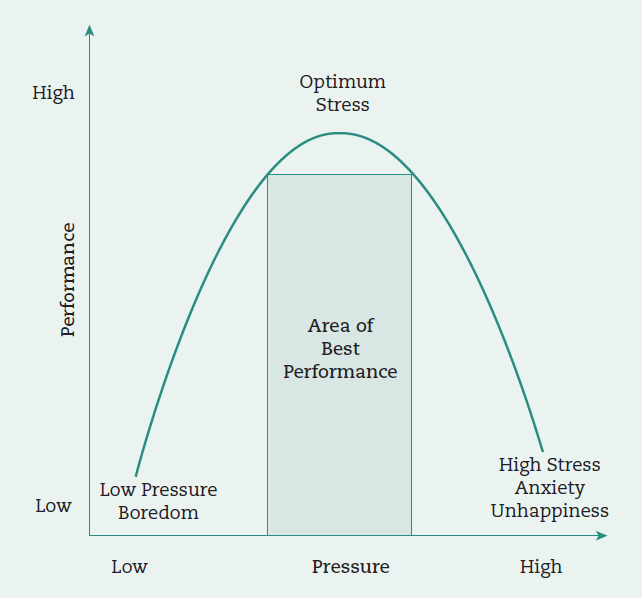 High
Optimum
Stress
Performance
Area of
Best
Performance
Low Pressure
Boredom
High Stress
Anxiety
Unhappiness
Low
Low
Pressure
High